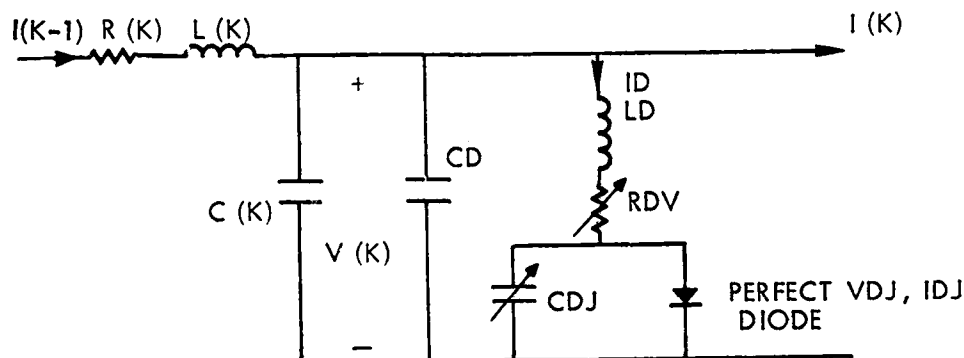 I(K-1) R (K) L (K) I (K)
+
ID
LD
CD
RDV
C (K)
V (K)
CDJ
PERFECT VDJ, IDJ
DIODE
−